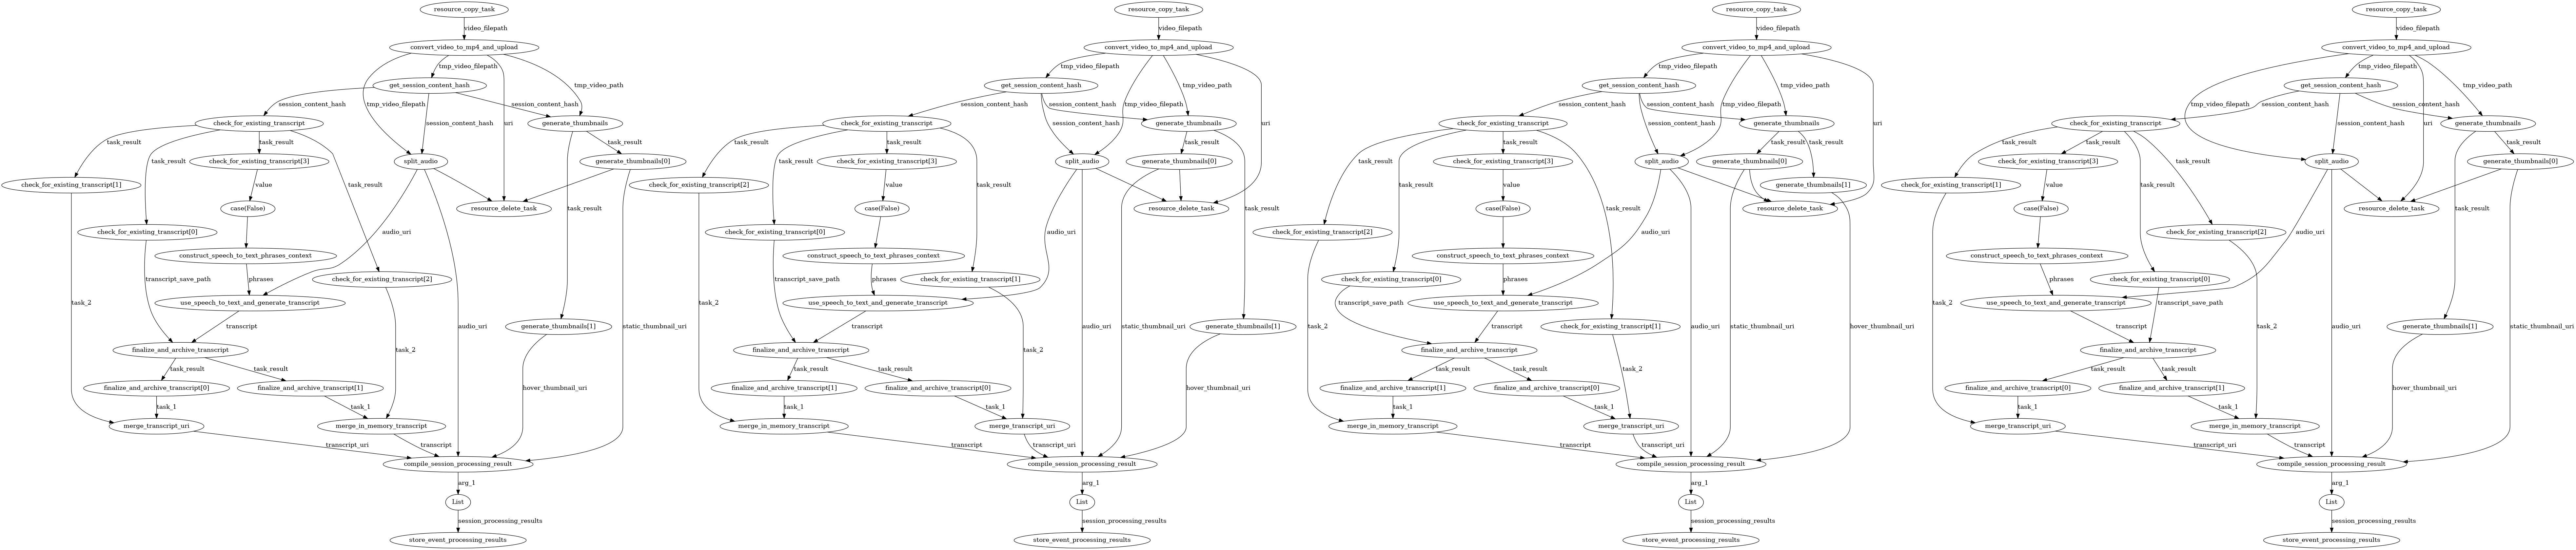 resource_copy_task
video_filepath
convert_video_to_mp4_and_upload
tmp_video_filepath
tmp_video_path
get_session_content_hash
session_content_hash
session_content_hash
tmp_video_filepath
uri
session_content_hash
check_for_existing_transcript
generate_thumbnails
task_result
task_result
task_result
task_result
task_result
check_for_existing_transcript[3]
split_audio
generate_thumbnails[0]
check_for_existing_transcript[1]
value
case(False)
resource_delete_task
task_result
check_for_existing_transcript[0]
audio_uri
construct_speech_to_text_phrases_context
transcript_save_path
phrases
check_for_existing_transcript[2]
task_2
use_speech_to_text_and_generate_transcript
transcript
audio_uri
generate_thumbnails[1]
static_thumbnail_uri
finalize_and_archive_transcript
task_2
task_result
task_result
finalize_and_archive_transcript[0]
finalize_and_archive_transcript[1]
hover_thumbnail_uri
task_1
task_1
merge_transcript_uri
merge_in_memory_transcript
transcript_uri
transcript
compile_session_processing_result
arg_1
List
session_processing_results
store_event_processing_results
resource_copy_task
video_filepath
convert_video_to_mp4_and_upload
tmp_video_filepath
tmp_video_path
get_session_content_hash
session_content_hash
session_content_hash
tmp_video_filepath
uri
session_content_hash
check_for_existing_transcript
generate_thumbnails
task_result
task_result
task_result
task_result
task_result
check_for_existing_transcript[3]
split_audio
generate_thumbnails[0]
check_for_existing_transcript[2]
value
case(False)
resource_delete_task
task_result
check_for_existing_transcript[0]
audio_uri
construct_speech_to_text_phrases_context
transcript_save_path
phrases
check_for_existing_transcript[1]
task_2
use_speech_to_text_and_generate_transcript
transcript
audio_uri
static_thumbnail_uri
generate_thumbnails[1]
finalize_and_archive_transcript
task_2
task_result
task_result
finalize_and_archive_transcript[1]
finalize_and_archive_transcript[0]
hover_thumbnail_uri
task_1
task_1
merge_in_memory_transcript
merge_transcript_uri
transcript
transcript_uri
compile_session_processing_result
arg_1
List
session_processing_results
store_event_processing_results
resource_copy_task
video_filepath
convert_video_to_mp4_and_upload
tmp_video_filepath
tmp_video_path
get_session_content_hash
session_content_hash
session_content_hash
tmp_video_filepath
uri
session_content_hash
check_for_existing_transcript
generate_thumbnails
task_result
task_result
task_result
task_result
check_for_existing_transcript[3]
split_audio
generate_thumbnails[0]
task_result
value
generate_thumbnails[1]
case(False)
resource_delete_task
task_result
check_for_existing_transcript[2]
audio_uri
construct_speech_to_text_phrases_context
check_for_existing_transcript[0]
phrases
transcript_save_path
use_speech_to_text_and_generate_transcript
task_2
transcript
check_for_existing_transcript[1]
audio_uri
static_thumbnail_uri
hover_thumbnail_uri
finalize_and_archive_transcript
task_result
task_result
task_2
finalize_and_archive_transcript[1]
finalize_and_archive_transcript[0]
task_1
task_1
merge_in_memory_transcript
merge_transcript_uri
transcript
transcript_uri
compile_session_processing_result
arg_1
List
session_processing_results
store_event_processing_results
resource_copy_task
video_filepath
convert_video_to_mp4_and_upload
tmp_video_filepath
tmp_video_path
get_session_content_hash
tmp_video_filepath
session_content_hash
session_content_hash
uri
session_content_hash
check_for_existing_transcript
generate_thumbnails
task_result
task_result
task_result
task_result
task_result
check_for_existing_transcript[3]
split_audio
generate_thumbnails[0]
check_for_existing_transcript[1]
value
case(False)
resource_delete_task
task_result
check_for_existing_transcript[2]
audio_uri
construct_speech_to_text_phrases_context
phrases
check_for_existing_transcript[0]
task_2
use_speech_to_text_and_generate_transcript
transcript_save_path
transcript
task_2
audio_uri
generate_thumbnails[1]
static_thumbnail_uri
finalize_and_archive_transcript
task_result
task_result
finalize_and_archive_transcript[0]
finalize_and_archive_transcript[1]
hover_thumbnail_uri
task_1
task_1
merge_transcript_uri
merge_in_memory_transcript
transcript_uri
transcript
compile_session_processing_result
arg_1
List
session_processing_results
store_event_processing_results